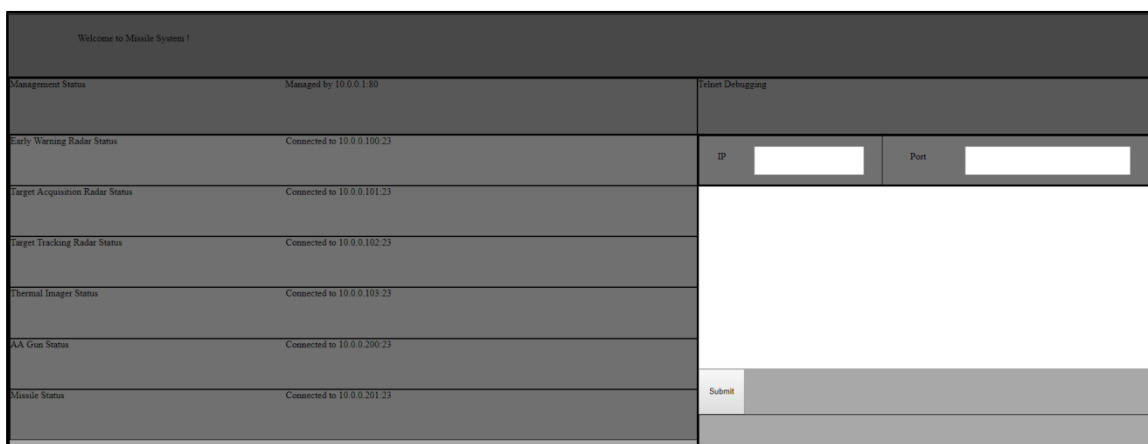 Welcome to Missile System !
Management Status Managed by 10.0.0.1:80
Telnet Debugging
Early Warning Radar Status Connected to 10.0.0.100:23
IP Port
Target Acquisition Radar Status Connected to 10.0.0.101:23
Target Tracking Radar Status Connected to 10.0.0.102:23
Thermal Imager Status Connected to 10.0.0.103:23
AA Gun Status Connected to 10.0.0.200:23
Missile Status Connected to 10.0.0.201:23
Submit